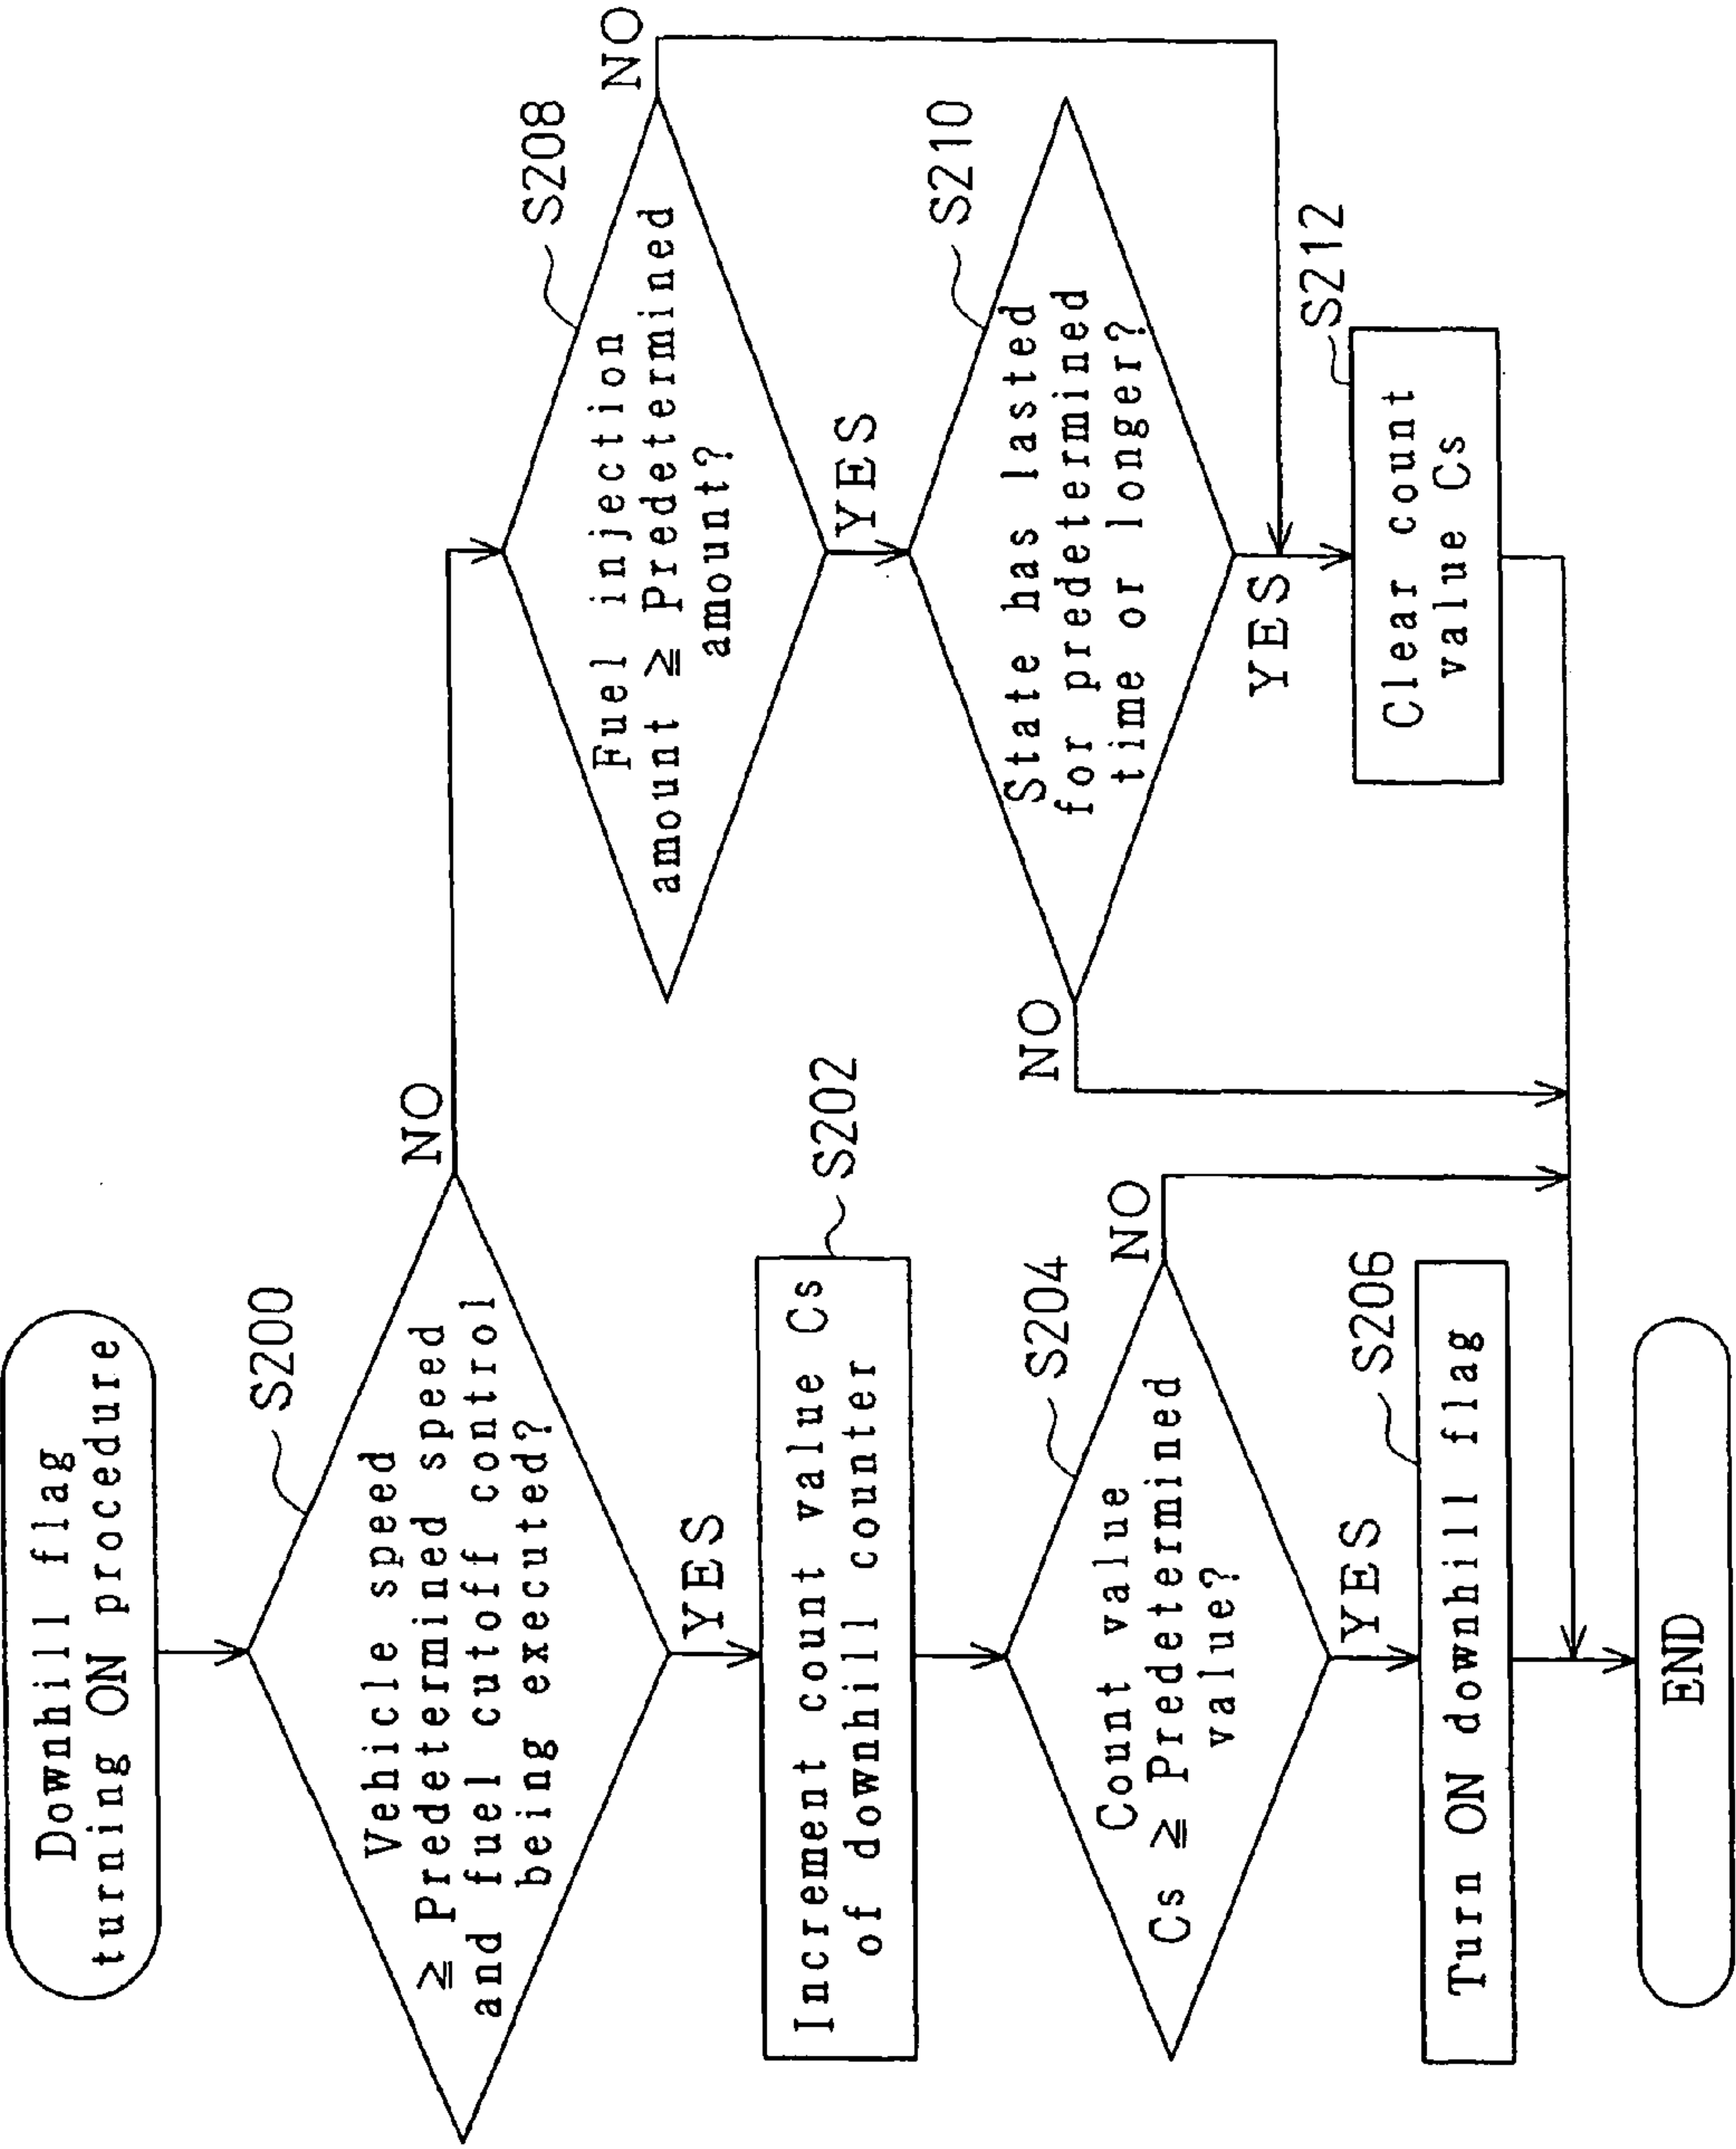 Downhill flag
turning ON procedure
S200
Vehicle speed
≧ Predetermined speed
and fuel cutoff control
being executed?
NO
YES
S202
Increment count value Cs
of downhill counter
S204
Count value
Cs ≧ Predetermined
value?
NO
YES
S206
Turn ON downhill flag
END
S208
Fuel injection
amount ≧ Predetermined
amount?
NO
YES
S210
State has lasted
for predetermined
time or longer?
NO
YES
S212
Clear count
value Cs